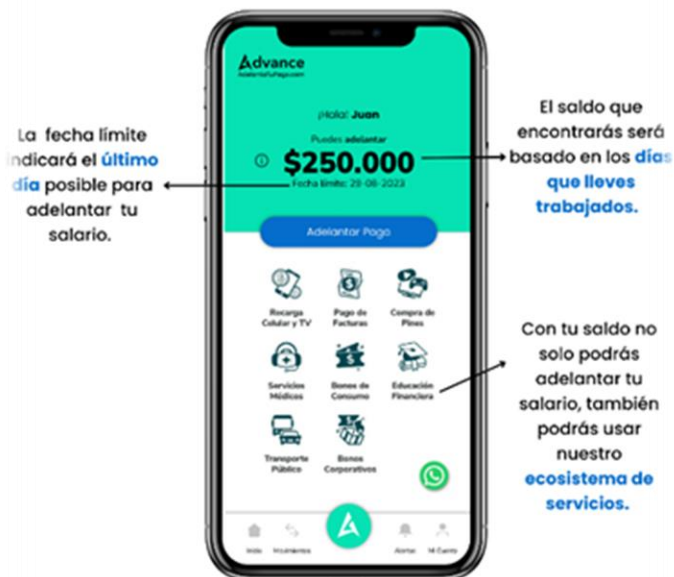 Advance
AdelantaTuPago.com
¡Hola! Juan
Puedes adelantar
$250.000
Fecha límite: 29-08-2023
Adelantar Pago
Recarga
Celular y TV
Pago de
Facturas
Compra de
Pines
Servicios
Médicos
Bonos de
Consumo
Educación
Financiera
Transporte
Público
Bonos
Corporativos
Inicio
Movimientos
Alertas
Mi Cuenta
La fecha límite
indicará el último
día posible para
adelantar tu
salario.
El saldo que
encontrarás será
basado en los días
que lleves
trabajados.
Con tu saldo no
solo podrás
adelantar tu
salario, también
podrás usar
nuestro
ecosistema de
servicios.